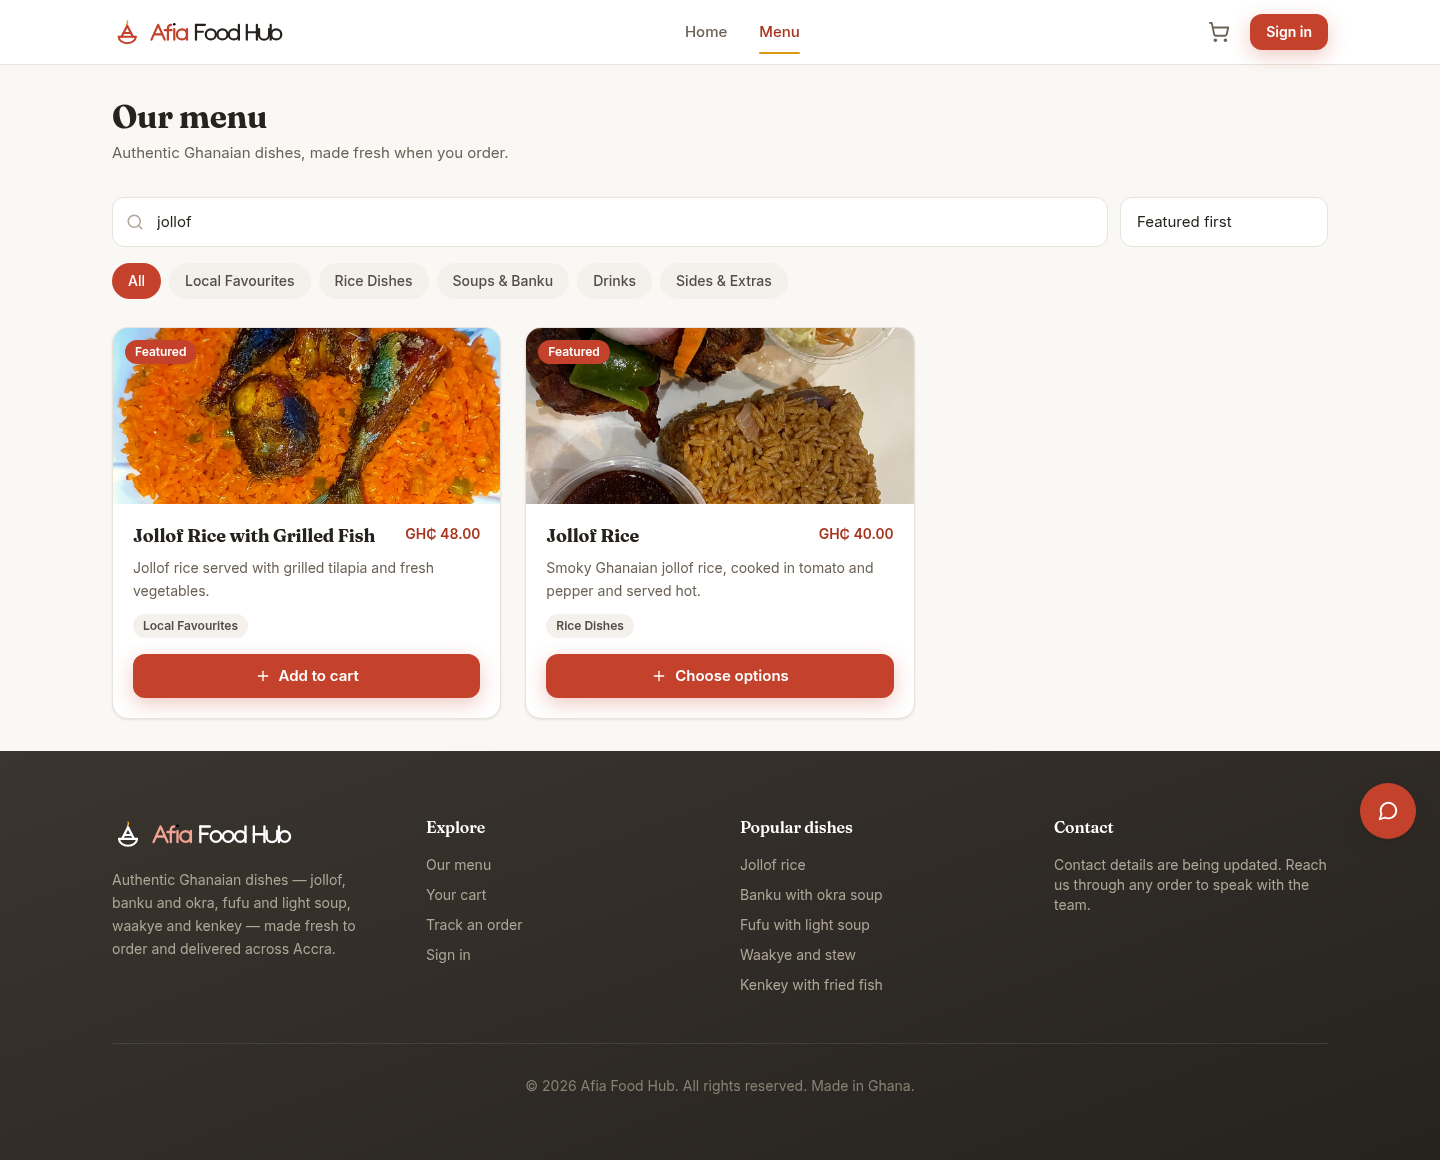 Afia Food Hub
Home
Menu
Sign in
Our menu
Authentic Ghanaian dishes, made fresh when you order.
jollof
Featured first
All
Local Favourites
Rice Dishes
Soups & Banku
Drinks
Sides & Extras
Featured
Featured
Jollof Rice with Grilled Fish
GH₵ 48.00
Jollof rice served with grilled tilapia and fresh
vegetables.
Local Favourites
Add to cart
Jollof Rice
GH₵ 40.00
Smoky Ghanaian jollof rice, cooked in tomato and
pepper and served hot.
Rice Dishes
Choose options
Afia Food Hub
Authentic Ghanaian dishes — jollof,
banku and okra, fufu and light soup,
waakye and kenkey — made fresh to
order and delivered across Accra.
Explore
Our menu
Your cart
Track an order
Sign in
Popular dishes
Jollof rice
Banku with okra soup
Fufu with light soup
Waakye and stew
Kenkey with fried fish
Contact
Contact details are being updated. Reach
us through any order to speak with the
team.
© 2026 Afia Food Hub. All rights reserved. Made in Ghana.